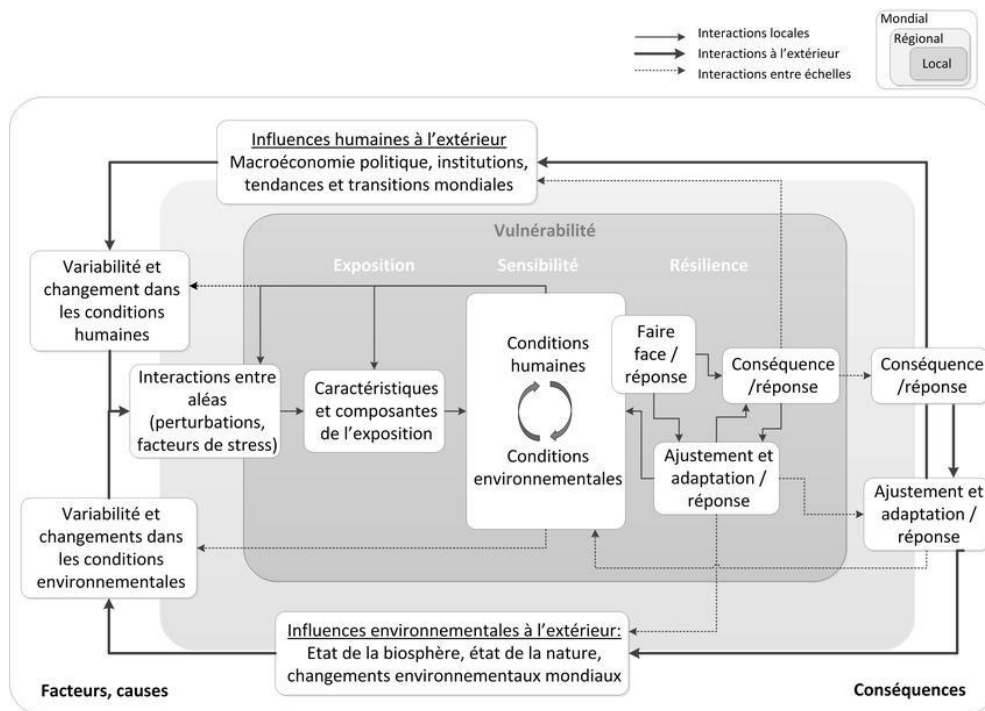 Interactions locales
Interactions à l'extérieur
Interactions entre échelles
Mondial
Régional
Local
Influences humaines à l'extérieur
Macroéconomie politique, institutions,
tendances et transitions mondiales
Vulnérabilité
Exposition
Sensibilité
Résilience
Variabilité et
changement dans
les conditions
humaines
Interactions entre
aléas
(perturbations,
facteurs de stress)
Caractéristiques
et composantes
de l'exposition
Conditions
humaines
Conditions
environnementales
Faire
face /
réponse
Conséquence
/réponse
Ajustement et
adaptation /
réponse
Conséquence
/réponse
Ajustement et
adaptation /
réponse
Variabilité et
changements dans
les conditions
environnementales
Influences environnementales à l'extérieur:
Etat de la biosphère, état de la nature,
changements environnementaux mondiaux
Facteurs, causes
Conséquences